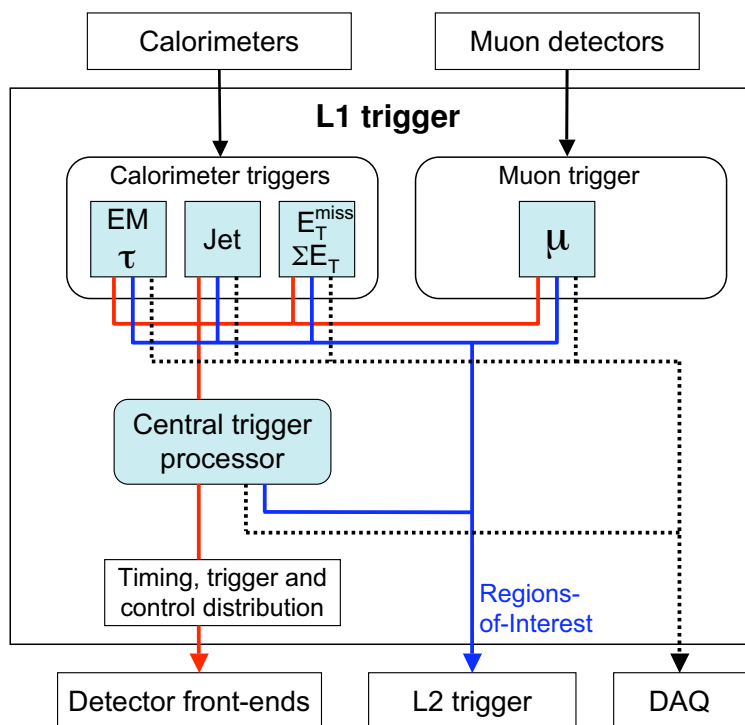 Calorimeters
Muon detectors
L1 trigger
Calorimeter triggers
Muon trigger
EM
τ
Jet
E_T^miss
ΣE_T
μ
Central trigger
processor
Timing, trigger and
control distribution
Regions-
of-Interest
Detector front-ends
L2 trigger
DAQ